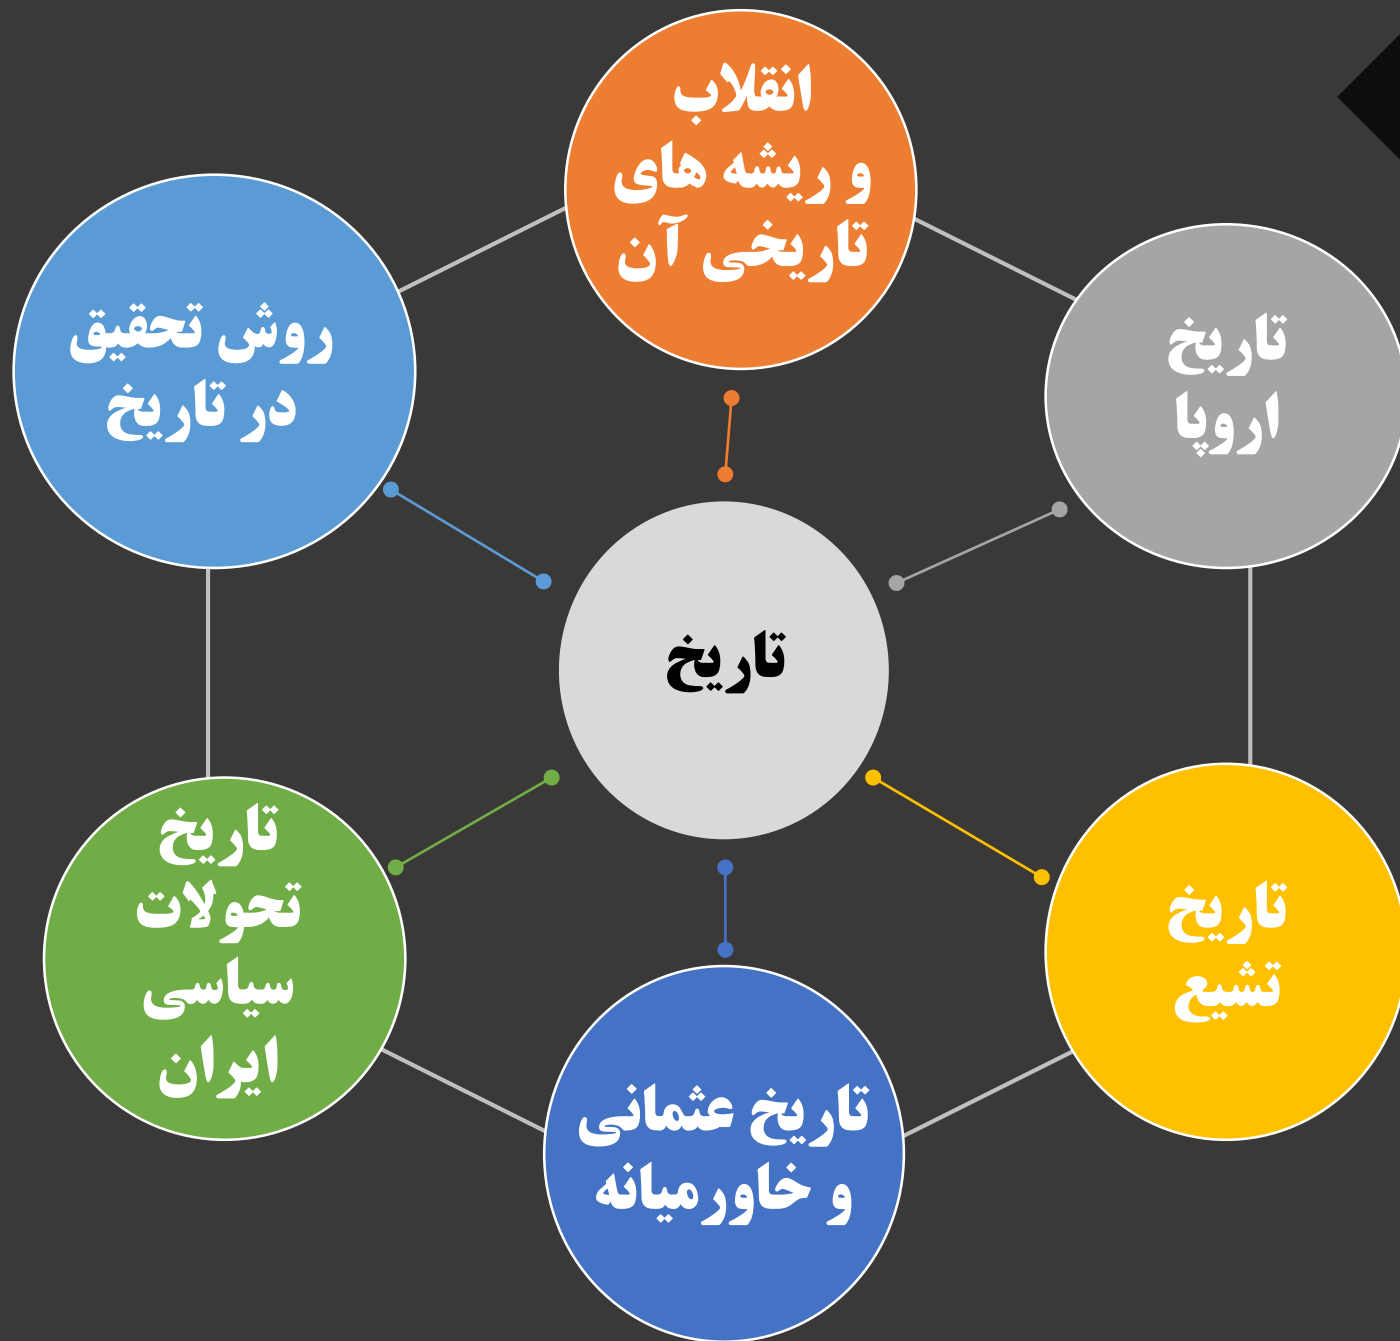 انقلاب
و ریشه های
تاریخی آن
تاریخ
اروپا
روش تحقیق
در تاریخ
تاریخ
تاریخ
تحولات
سیاسی
ایران
تاریخ
تشیع
تاریخ عثمانی
و خاورمیانه